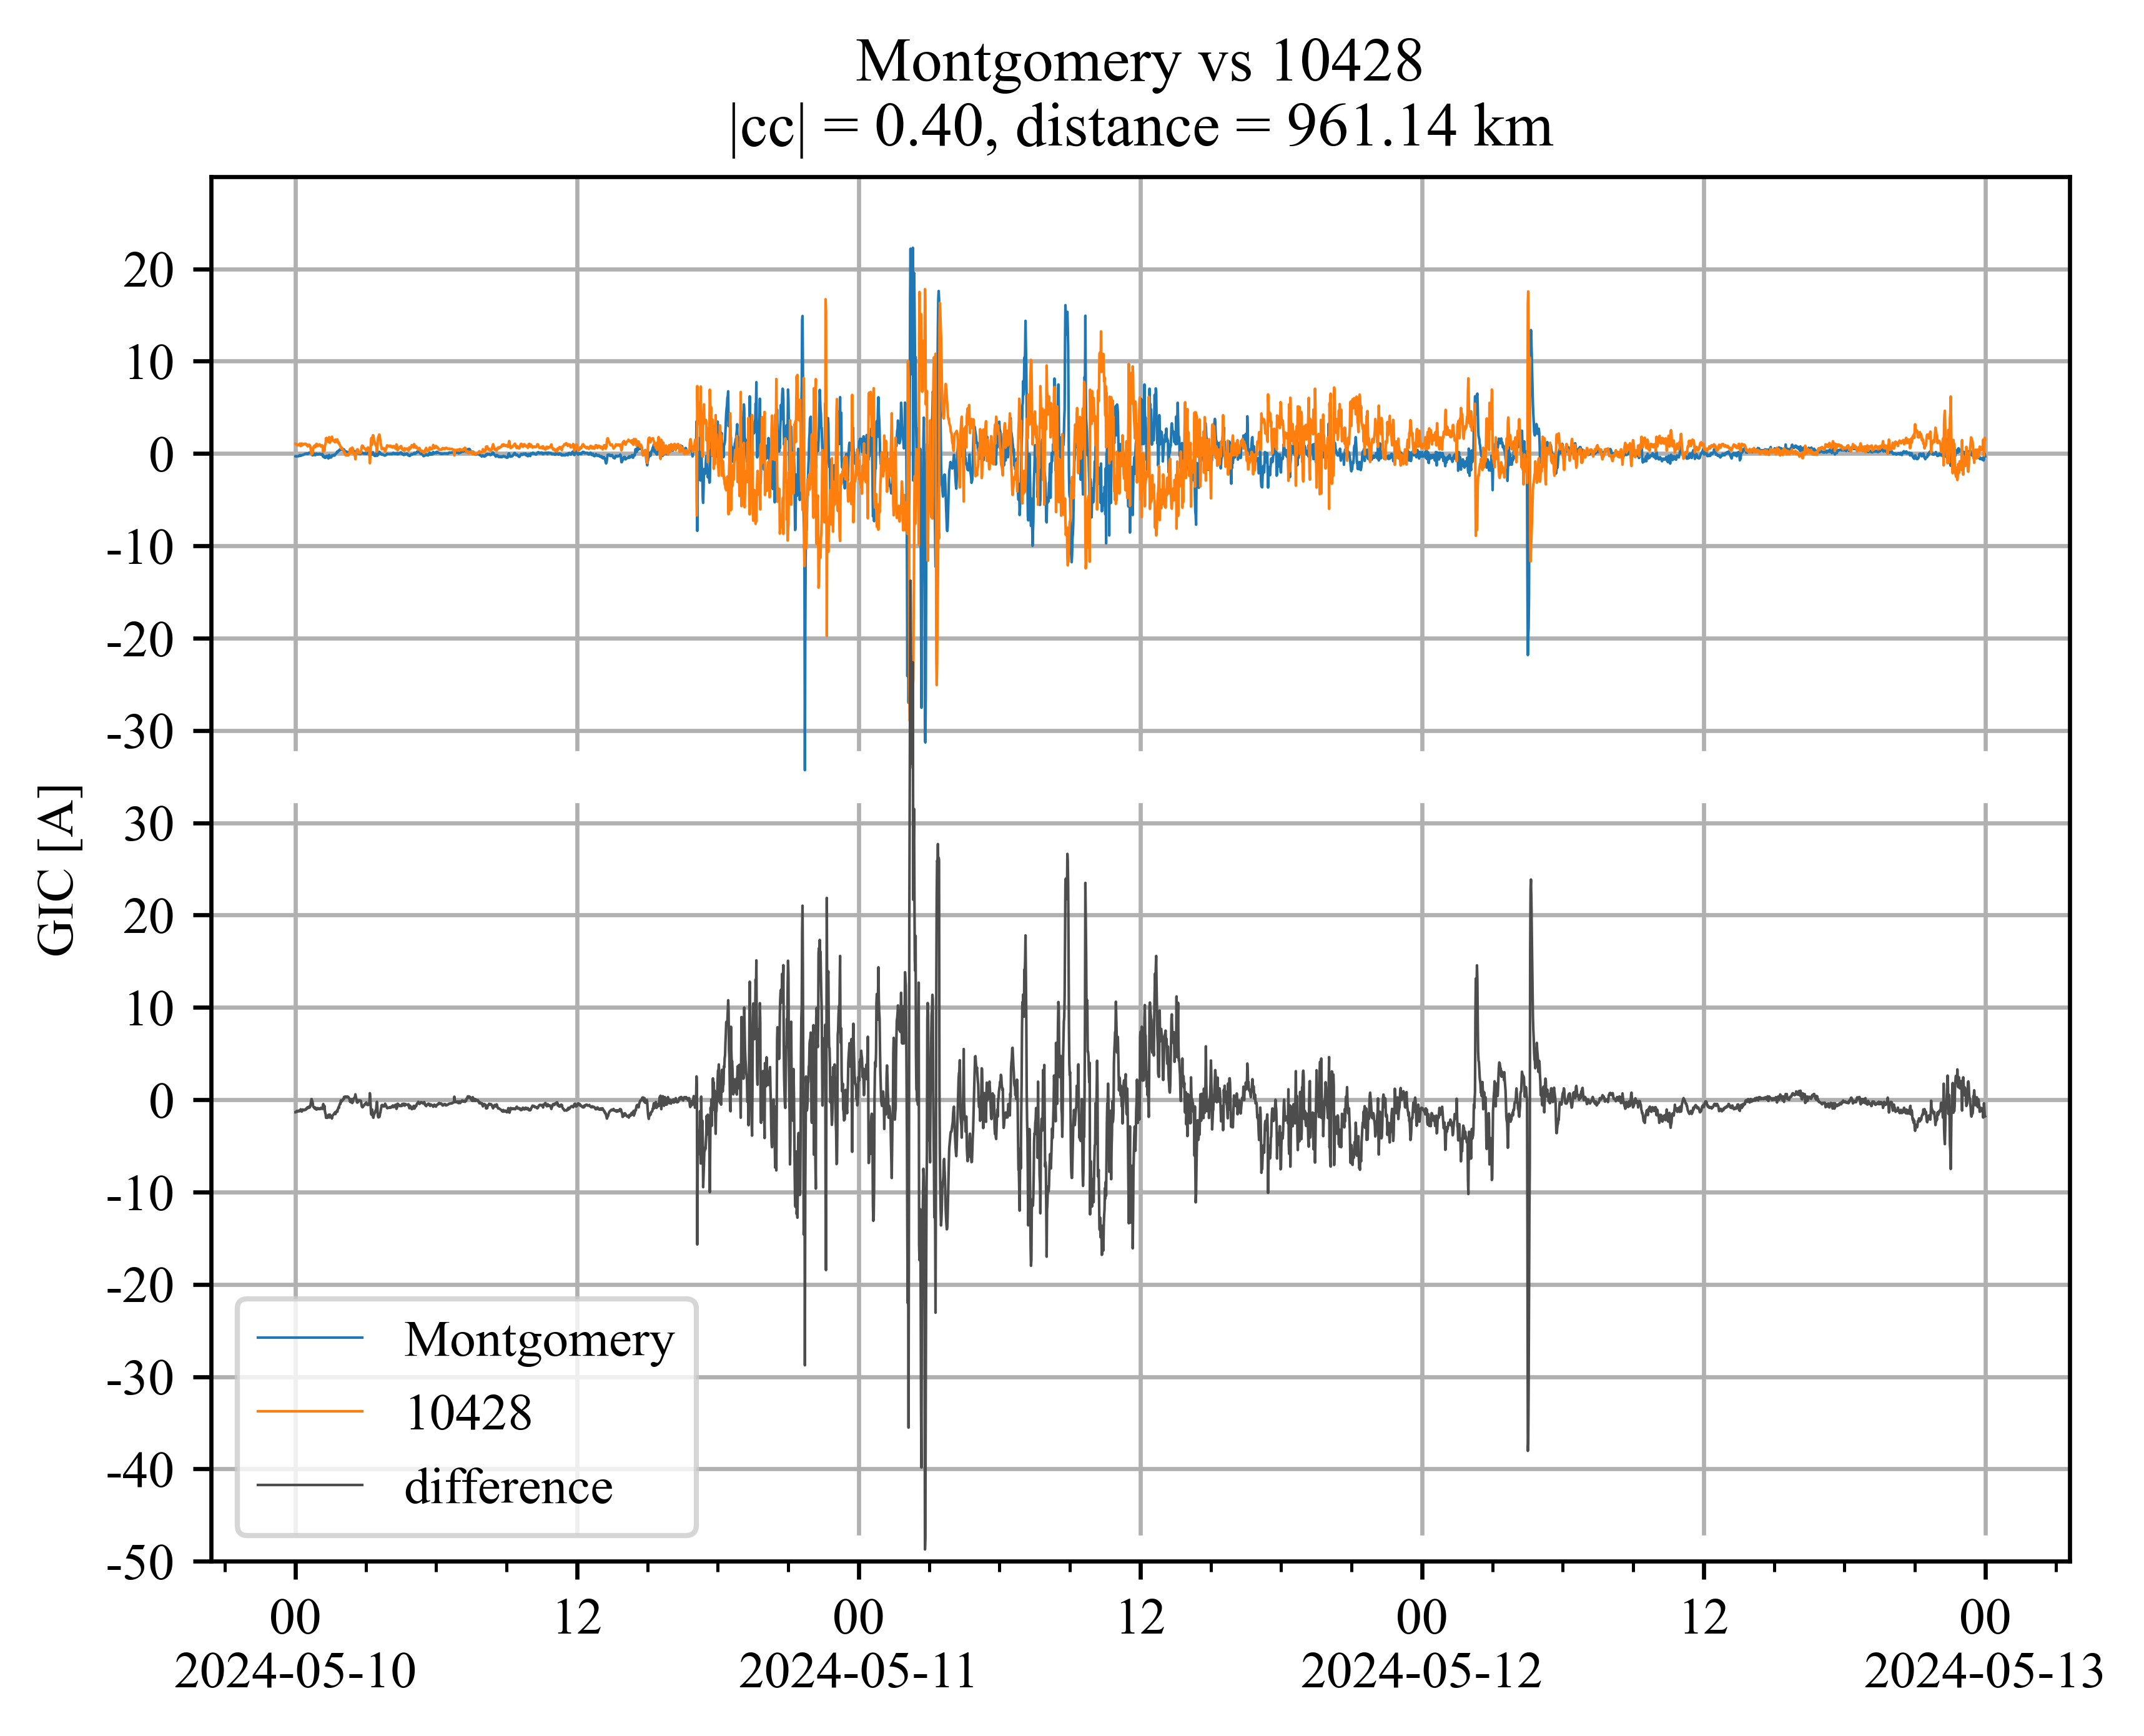 Montgomery vs 10428
|cc| = 0.40, distance = 961.14 km
GIC [A]
20
10
0
-10
-20
-30
30
20
10
0
-10
-20
-30
-40
-50
Montgomery
10428
difference
00 12 00 12 00 12 00
2024-05-10 2024-05-11 2024-05-12 2024-05-13